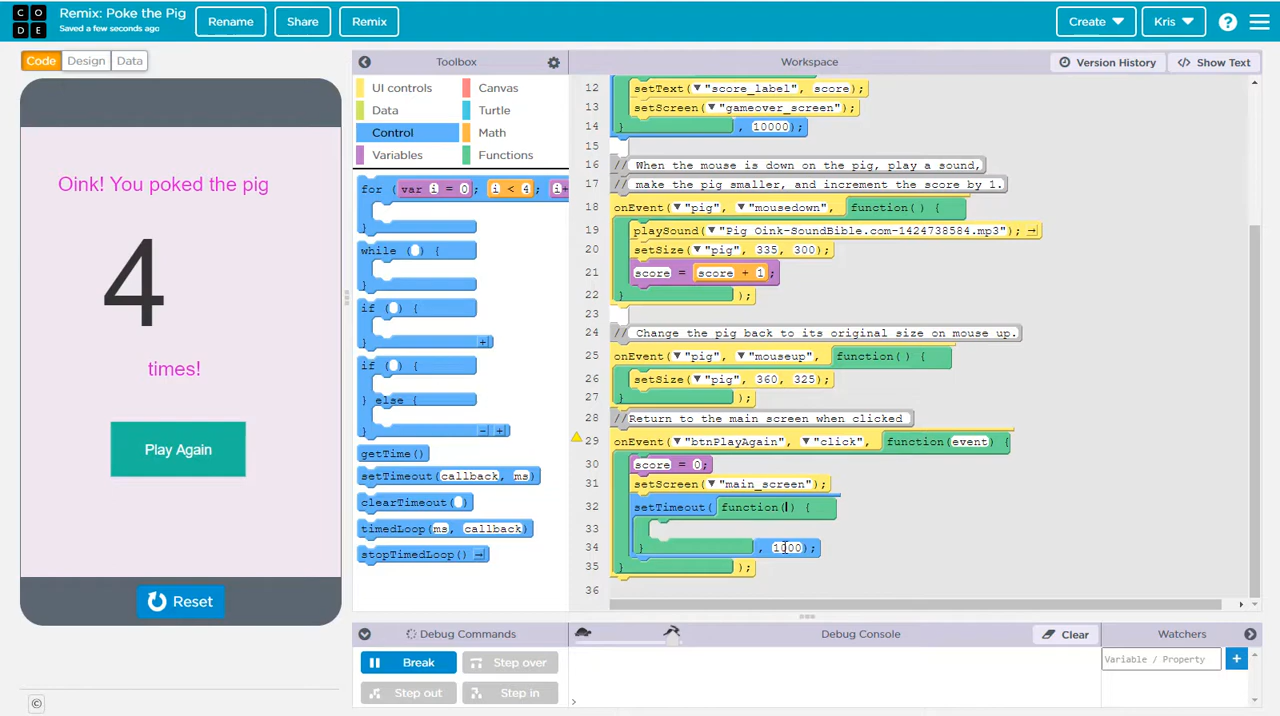 C O
D E
Remix: Poke the Pig
Saved a few seconds ago
Rename
Share
Remix
Create
Kris
?
Code
Design
Data
Toolbox
Workspace
Version History
</> Show Text
Oink! You poked the pig
4
times!
Play Again
Reset
UI controls
Canvas
Data
Turtle
Control
Math
Variables
Functions
for ( var i = 0; i < 4; i+
}
while ( ) {
}
if ( ) {
}
if ( ) {
} else {
}
getTime()
setTimeout(callback, ms)
clearTimeout( )
timedLoop(ms, callback)
stopTimedLoop()
12 setText("score_label", score);
13 setScreen("gameover_screen");
14 } , 10000);
15
16 // When the mouse is down on the pig, play a sound,
17 // make the pig smaller, and increment the score by 1.
18 onEvent("pig", "mousedown", function() {
19 playSound("Pig Oink-SoundBible.com-1424738584.mp3");
20 setSize("pig", 335, 300);
21 score = score + 1;
22 } );
23
24 // Change the pig back to its original size on mouse up.
25 onEvent("pig", "mouseup", function() {
26 setSize("pig", 360, 325);
27 } );
28 //Return to the main screen when clicked
29 onEvent("btnPlayAgain", "click", function(event) {
30 score = 0;
31 setScreen("main_screen");
32 setTimeout( function() {
33
34 } , 1000);
35 } );
36
Debug Commands
Break
Step over
Step out
Step in
Debug Console
Clear
>
Watchers
Variable / Property
+
©